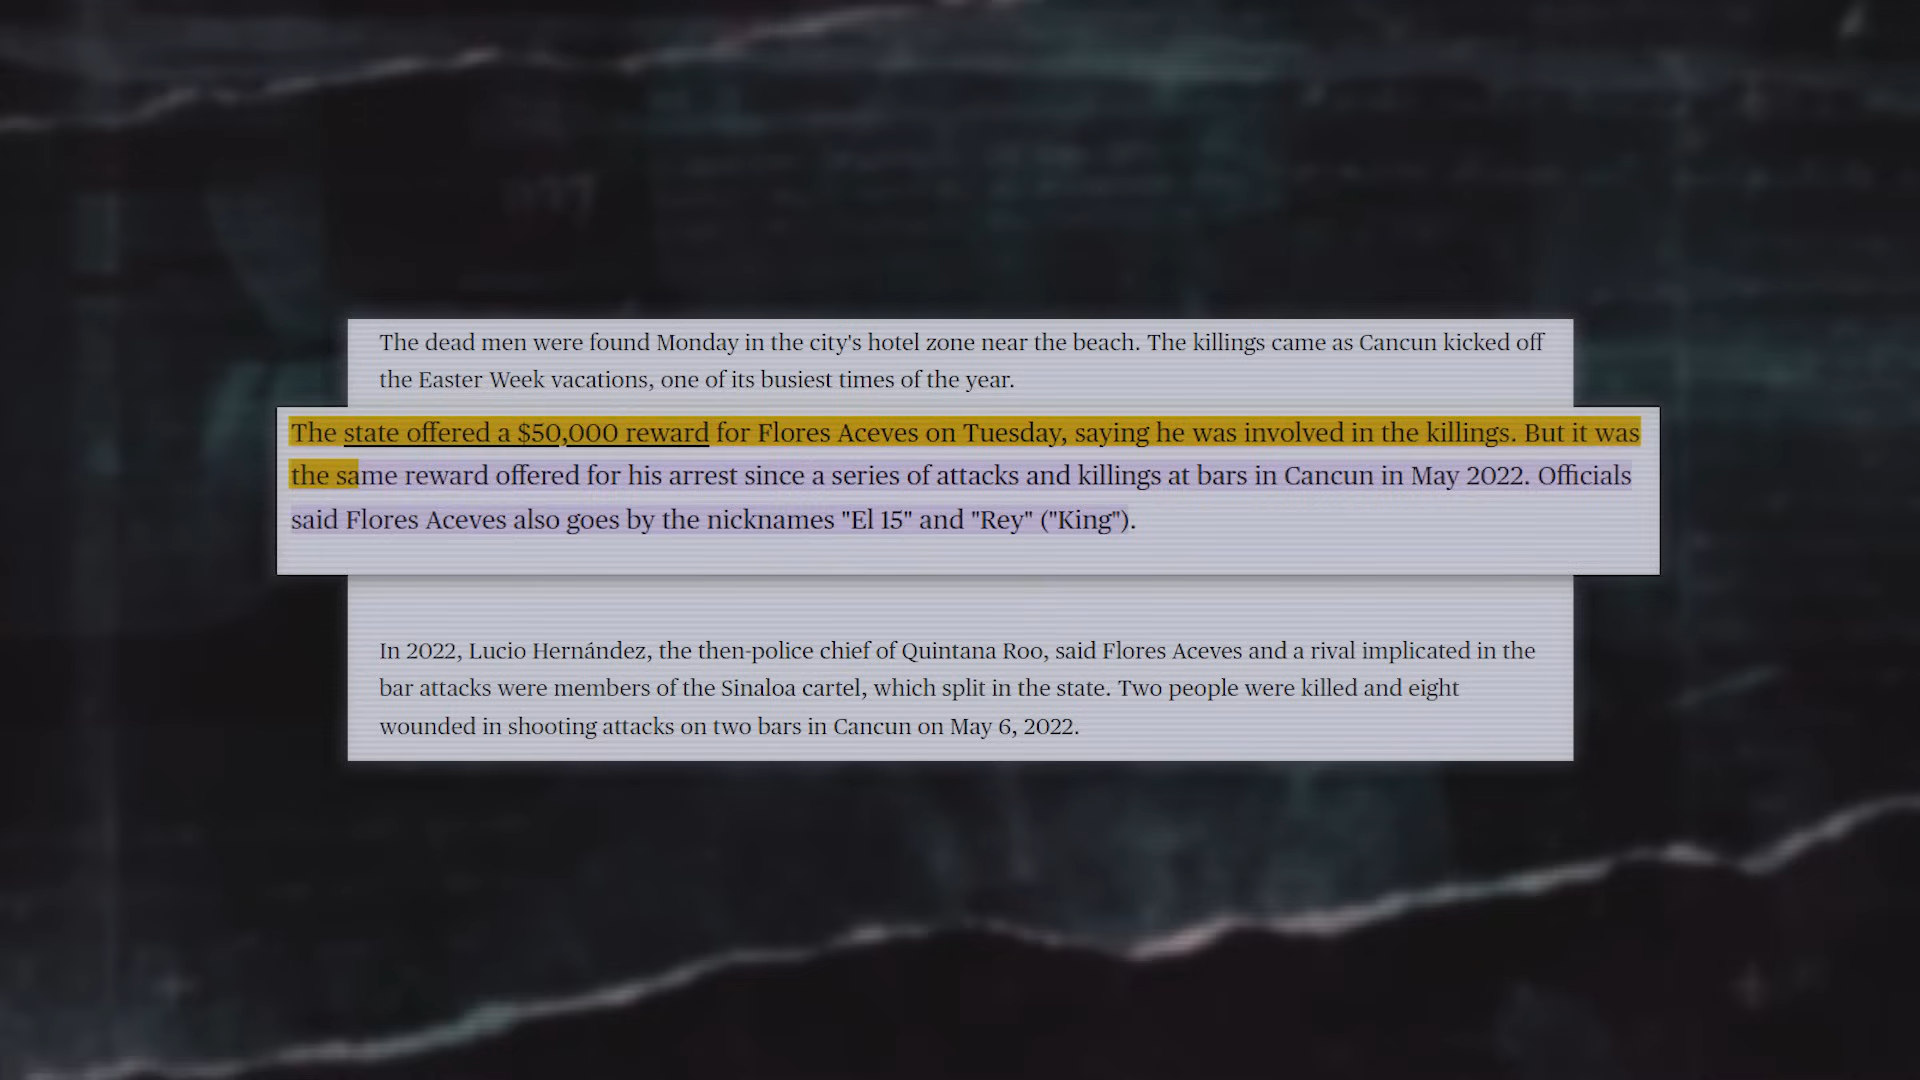 The dead men were found Monday in the city's hotel zone near the beach. The killings came as Cancun kicked off
the Easter Week vacations, one of its busiest times of the year.
The state offered a $50,000 reward for Flores Aceves on Tuesday, saying he was involved in the killings. But it was
the same reward offered for his arrest since a series of attacks and killings at bars in Cancun in May 2022. Officials
said Flores Aceves also goes by the nicknames "El 15" and "Rey" ("King").
In 2022, Lucio Hernández, the then-police chief of Quintana Roo, said Flores Aceves and a rival implicated in the
bar attacks were members of the Sinaloa cartel, which split in the state. Two people were killed and eight
wounded in shooting attacks on two bars in Cancun on May 6, 2022.